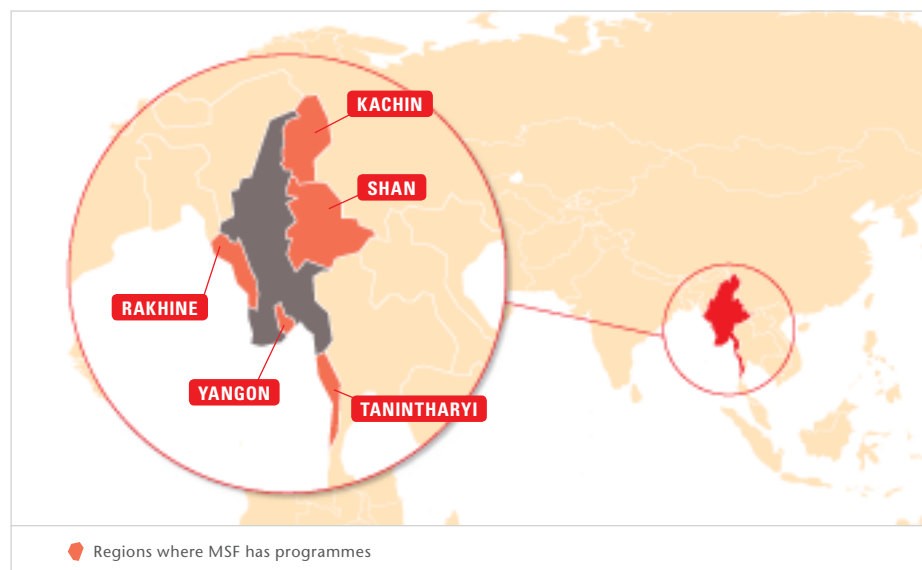 KACHIN
SHAN
RAKHINE
YANGON
TANINTHARYI
Regions where MSF has programmes